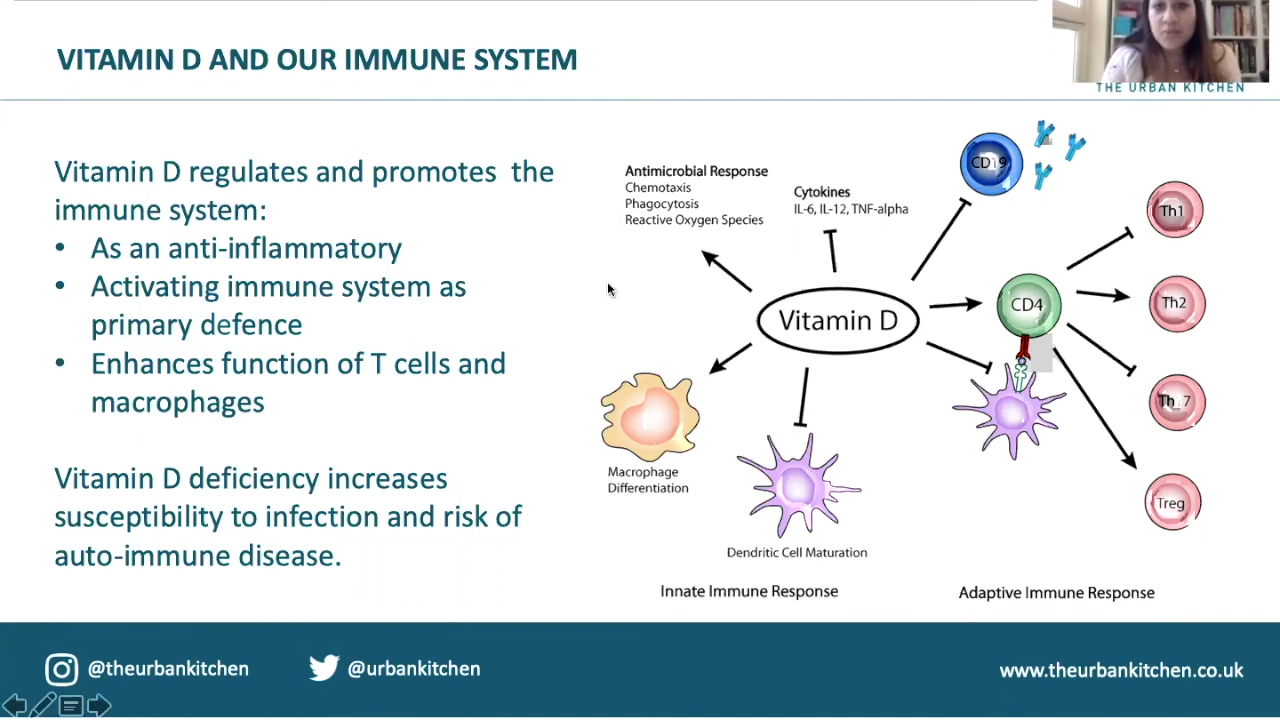 VITAMIN D AND OUR IMMUNE SYSTEM
THE URBAN KITCHEN
Vitamin D regulates and promotes the
immune system:
• As an anti-inflammatory
• Activating immune system as
primary defence
• Enhances function of T cells and
macrophages
Vitamin D deficiency increases
susceptibility to infection and risk of
auto-immune disease.
Antimicrobial Response
Chemotaxis
Phagocytosis
Reactive Oxygen Species
Cytokines
IL-6, IL-12, TNF-alpha
CD19
Th1
Vitamin D
CD4
Th2
Th17
Treg
Macrophage
Differentiation
Dendritic Cell Maturation
Innate Immune Response
Adaptive Immune Response
@theurbankitchen
@urbankitchen
www.theurbankitchen.co.uk